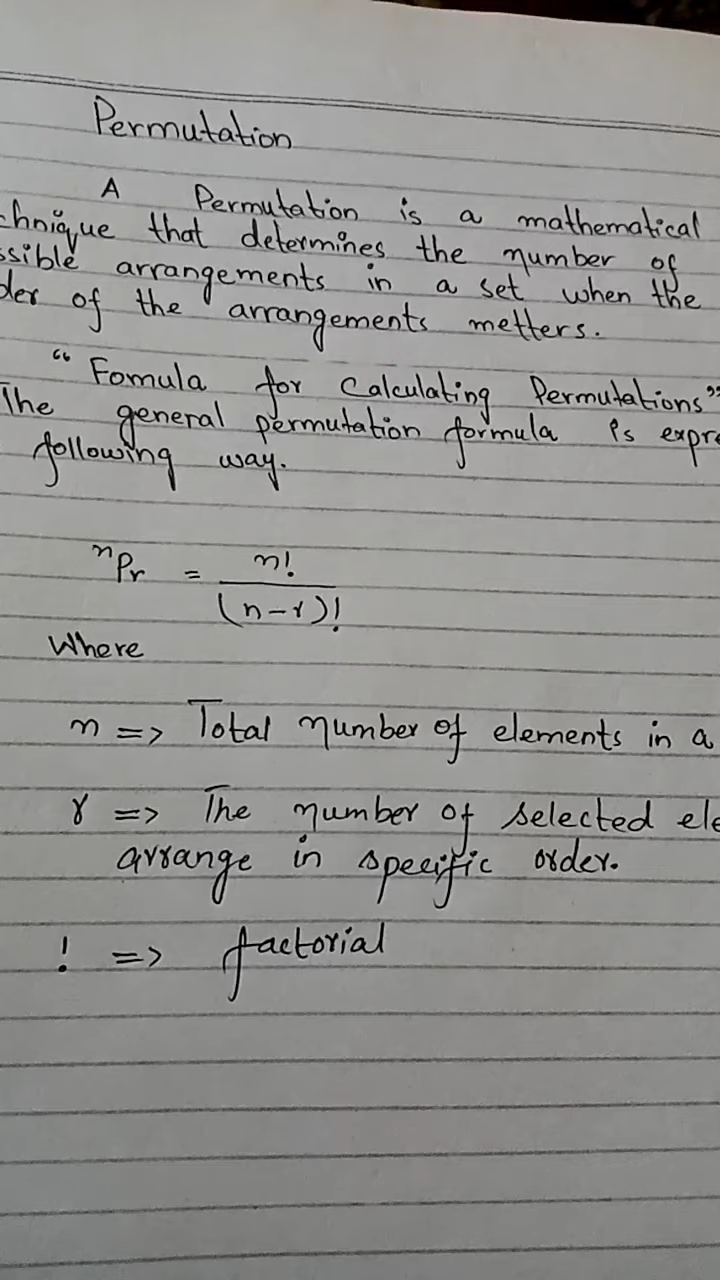 Permutation
A Permutation is a mathematical
chnique that determines the number of
ssible arrangements in a set when the
der of the arrangements metters.
“ Fomula for Calculating Permutations”
The general permutation formula is expre
following way.
nPr = n! / (n-r)!
Where
n => Total number of elements in a
r => The number of selected ele
arrange in specific order.
! => factorial